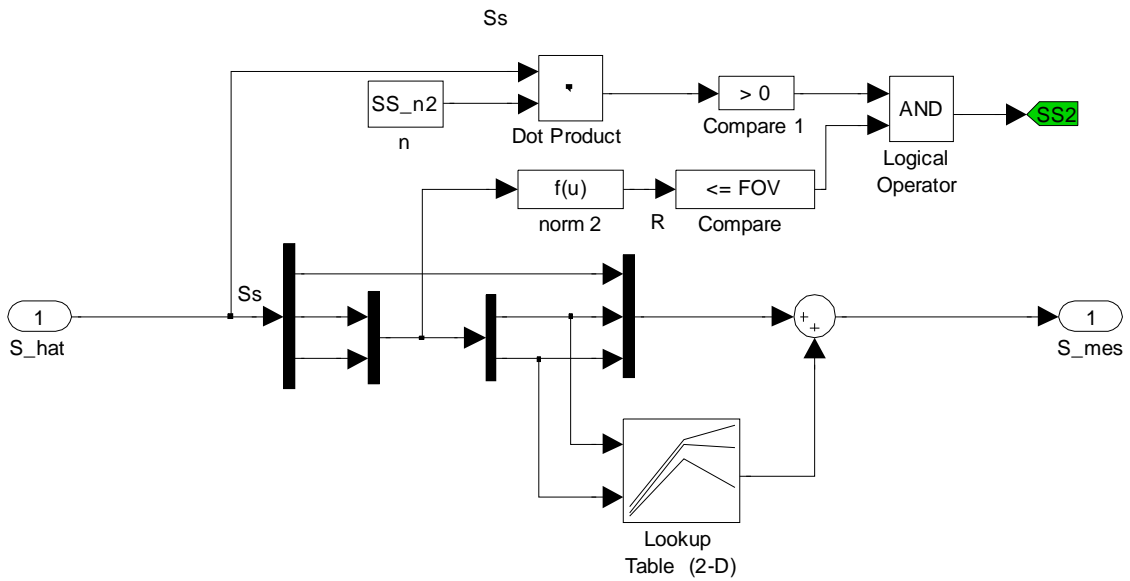 Ss
SS_n2
n
Dot Product
> 0
Compare 1
AND
Logical
Operator
SS2
f(u)
norm 2
R
<= FOV
Compare
Ss
1
S_hat
1
S_mes
Lookup
Table (2-D)